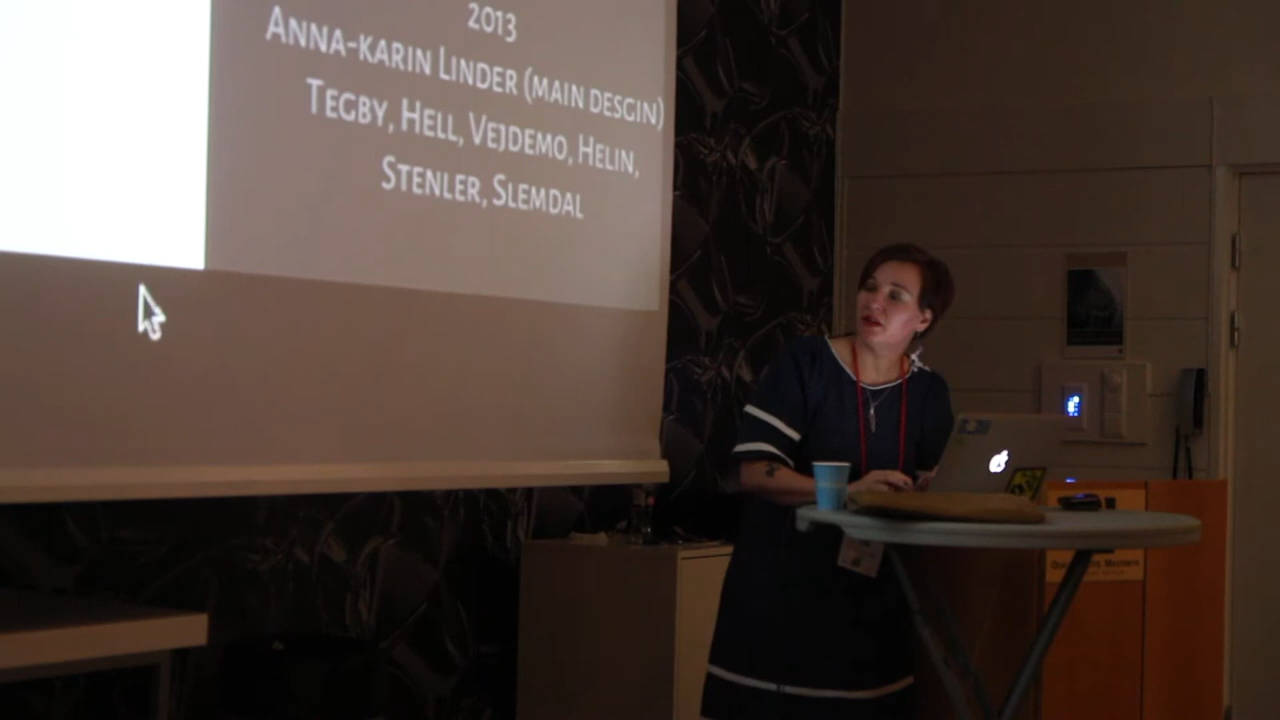 2013
Anna-karin Linder (main desgin)
Tegby, Hell, Vejdemo, Helin,
Stenler, Slemdal